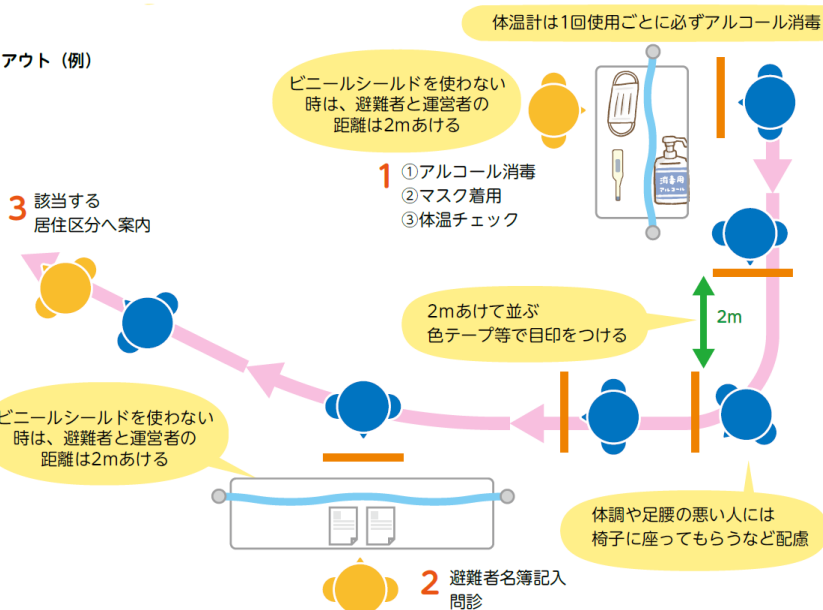 体温計は1回使用ごとに必ずアルコール消毒
アウト（例）
ビニールシールドを使わない
時は、避難者と運営者の
距離は2mあける
1 ①アルコール消毒
②マスク着用
③体温チェック
消毒用
アルコール
3 該当する
居住区分へ案内
2mあけて並ぶ
色テープ等で目印をつける
2m
ビニールシールドを使わない
時は、避難者と運営者の
距離は2mあける
体調や足腰の悪い人には
椅子に座ってもらうなど配慮
2 避難者名簿記入
問診